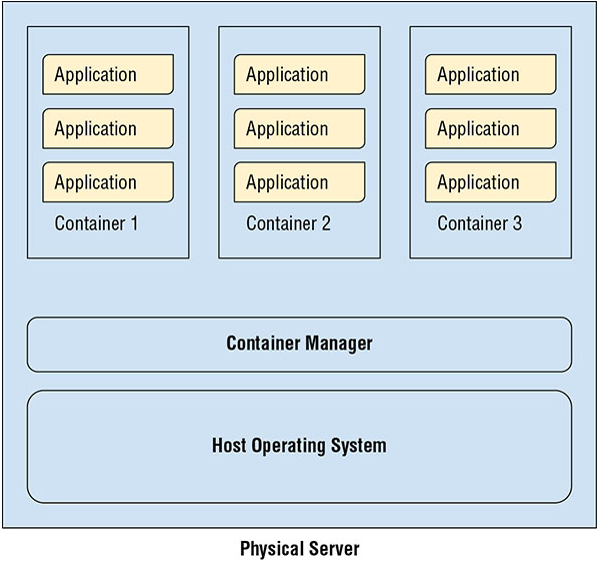 Application
Application
Application
Container 1
Application
Application
Application
Container 2
Application
Application
Application
Container 3
Container Manager
Host Operating System
Physical Server